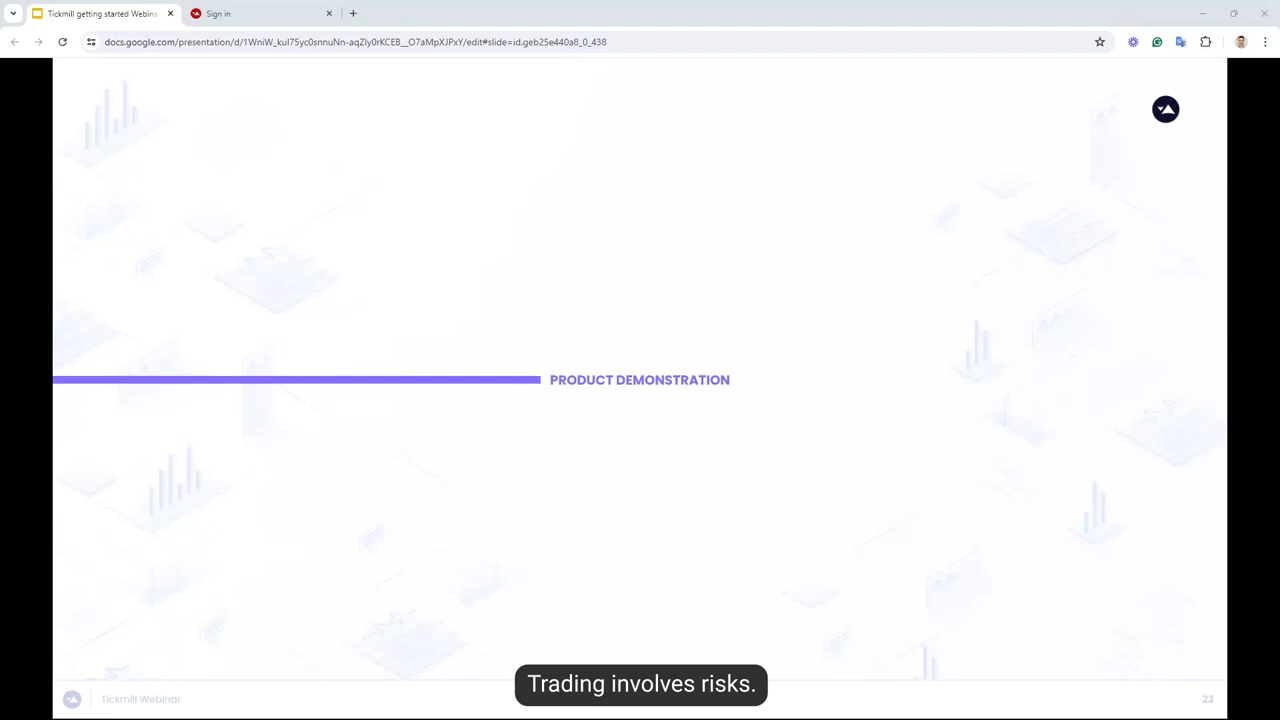 Tickmill getting started Webina
Sign in
docs.google.com/presentation/d/1WniW_kuI75yc0snnuNn-aqZly0rKCEB__O7aMpXJPxY/edit#slide=id.geb25e440a8_0_438
PRODUCT DEMONSTRATION
Trading involves risks.
Tickmill Webinar
23